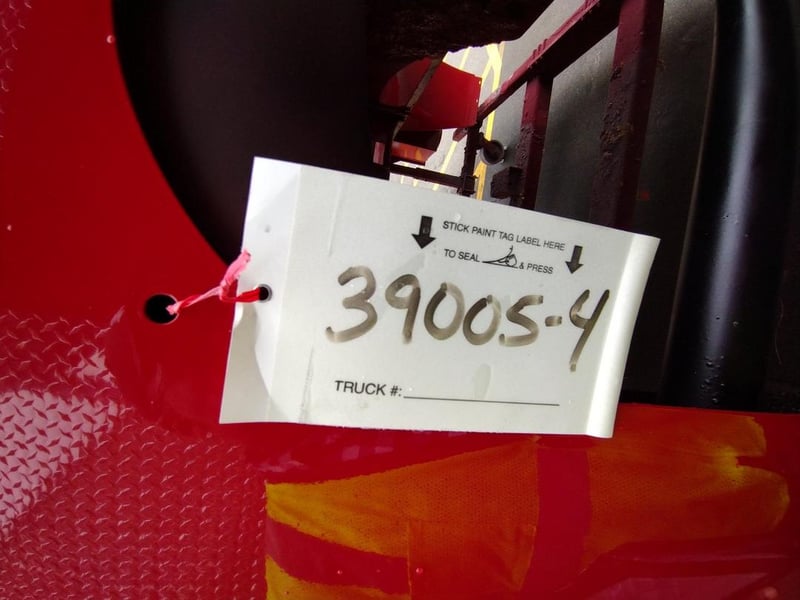 STICK PAINT TAG LABEL HERE
TO SEAL & PRESS
39005-4
TRUCK #: